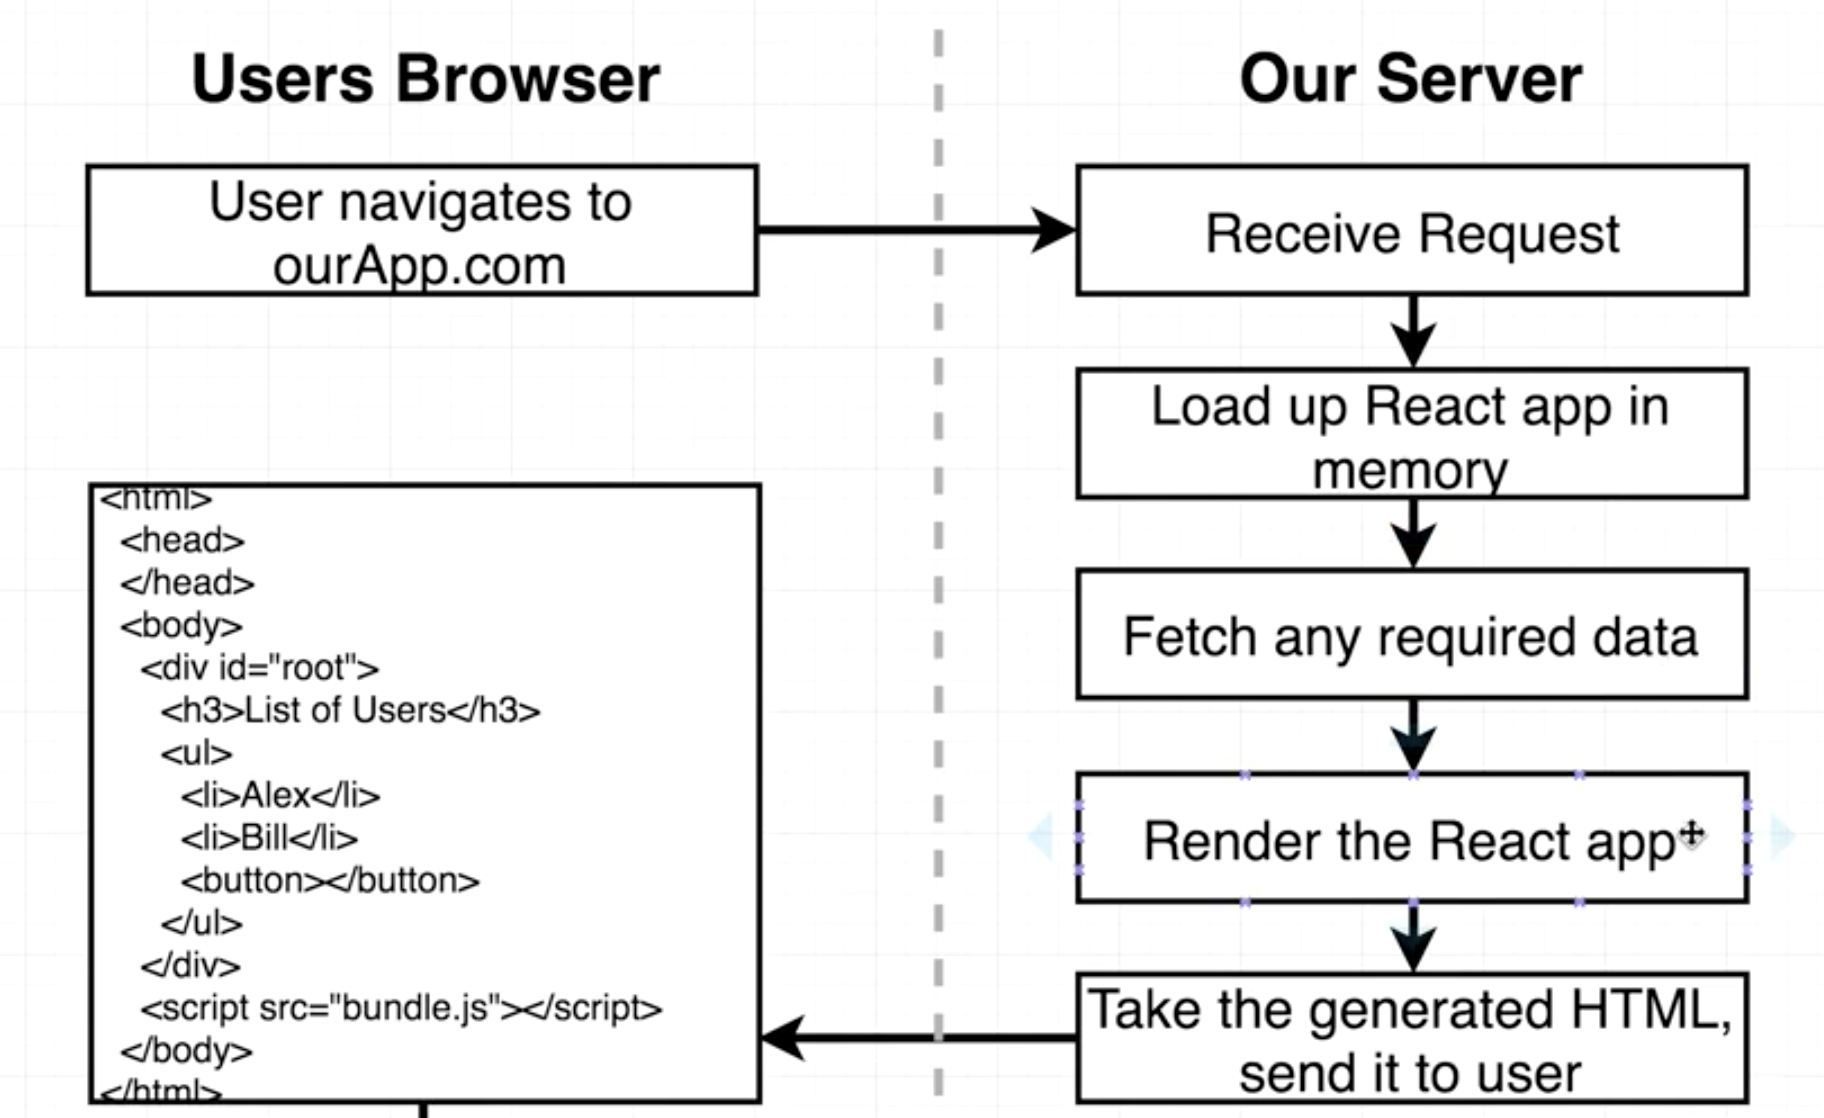 Users Browser
Our Server
User navigates to
ourApp.com
Receive Request
Load up React app in
memory
Fetch any required data
Render the React app
Take the generated HTML,
send it to user
<html>
<head>
</head>
<body>
<div id="root">
<h3>List of Users</h3>
<ul>
<li>Alex</li>
<li>Bill</li>
<button></button>
</ul>
</div>
<script src="bundle.js"></script>
</body>
</html>